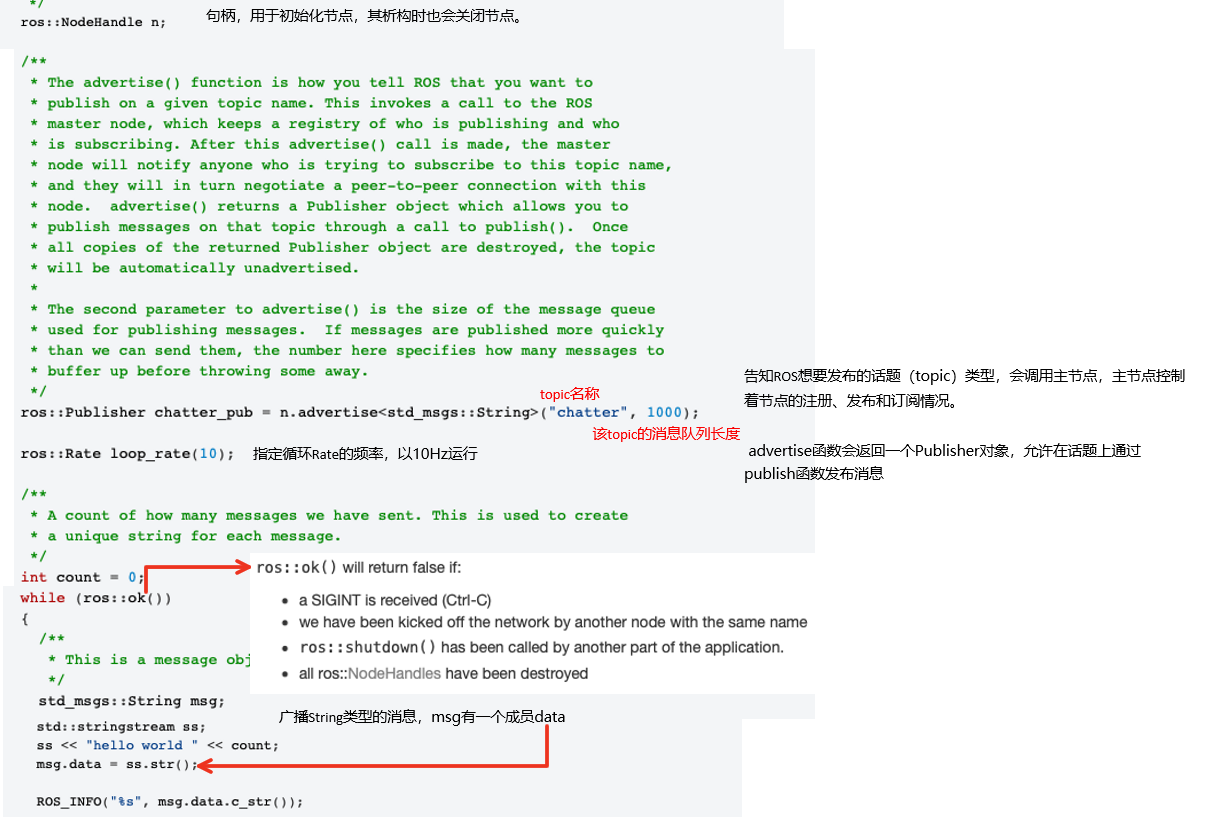 */
ros::NodeHandle n;
句柄，用于初始化节点，其析构时也会关闭节点。
/**
* The advertise() function is how you tell ROS that you want to
* publish on a given topic name. This invokes a call to the ROS
* master node, which keeps a registry of who is publishing and who
* is subscribing. After this advertise() call is made, the master
* node will notify anyone who is trying to subscribe to this topic name,
* and they will in turn negotiate a peer-to-peer connection with this
* node.  advertise() returns a Publisher object which allows you to
* publish messages on that topic through a call to publish().  Once
* all copies of the returned Publisher object are destroyed, the topic
* will be automatically unadvertised.
*
* The second parameter to advertise() is the size of the message queue
* used for publishing messages.  If messages are published more quickly
* than we can send them, the number here specifies how many messages to
* buffer up before throwing some away.
*/
topic名称
ros::Publisher chatter_pub = n.advertise<std_msgs::String>("chatter", 1000);
该topic的消息队列长度
告知ROS想要发布的话题（topic）类型，会调用主节点，主节点控制
着节点的注册、发布和订阅情况。
advertise函数会返回一个Publisher对象，允许在话题上通过
publish函数发布消息
ros::Rate loop_rate(10);
指定循环Rate的频率，以10Hz运行
/**
* A count of how many messages we have sent. This is used to create
* a unique string for each message.
*/
int count = 0;
while (ros::ok())
{
ros::ok() will return false if:
• a SIGINT is received (Ctrl-C)
• we have been kicked off the network by another node with the same name
• ros::shutdown() has been called by another part of the application.
• all ros::NodeHandles have been destroyed
/**
* This is a message obj
*/
std_msgs::String msg;
广播String类型的消息，msg有一个成员data
std::stringstream ss;
ss << "hello world " << count;
msg.data = ss.str();
ROS_INFO("%s", msg.data.c_str());